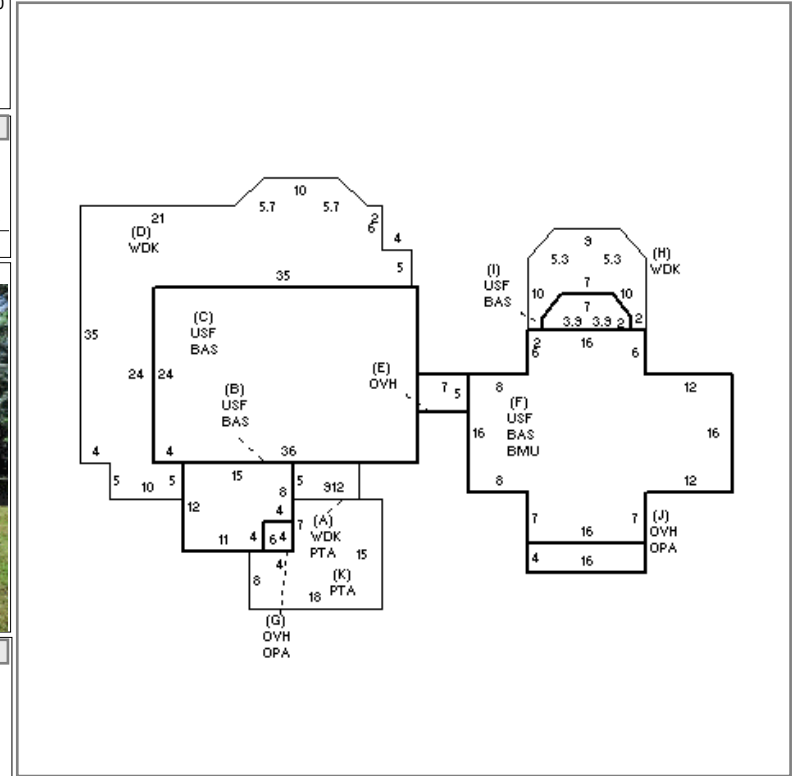 10
5.7 5.7
21
2
6
(D)
WDK
4
5
35
35
24
24
(C)
USF
BAS
(B)
USF
BAS
(E)
OVH
7
5
4
4
36
5
10
5
15
8
5
912
12
4
7
11
4
6
4
(A)
WDK
PTA
15
4
8
(K)
PTA
18
(G)
OVH
OPA
9
5.3 5.3
(H)
WDK
(I)
USF
BAS
7
10
10
7
3.9 3.9 2
2
2
6
16
6
8
12
(F)
USF
BAS
BMU
16
16
8
12
7
7
16
(J)
OVH
OPA
4
16